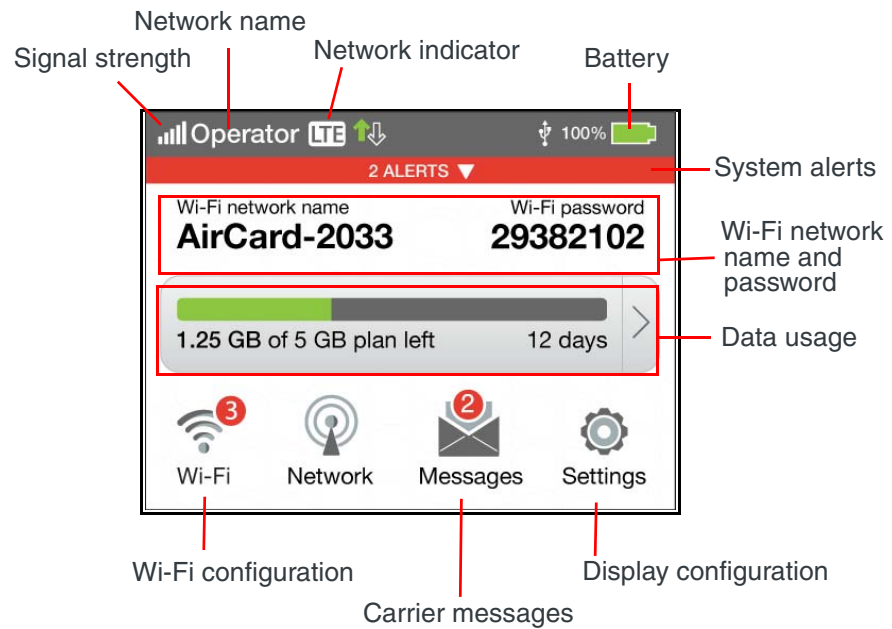 Network name
Signal strength
Network indicator
Battery
Operator LTE 100%
2 ALERTS
System alerts
Wi-Fi network name Wi-Fi password
AirCard-2033 29382102
Wi-Fi network
name and
password
1.25 GB of 5 GB plan left 12 days
Data usage
3
2
Wi-Fi Network Messages Settings
Wi-Fi configuration
Display configuration
Carrier messages